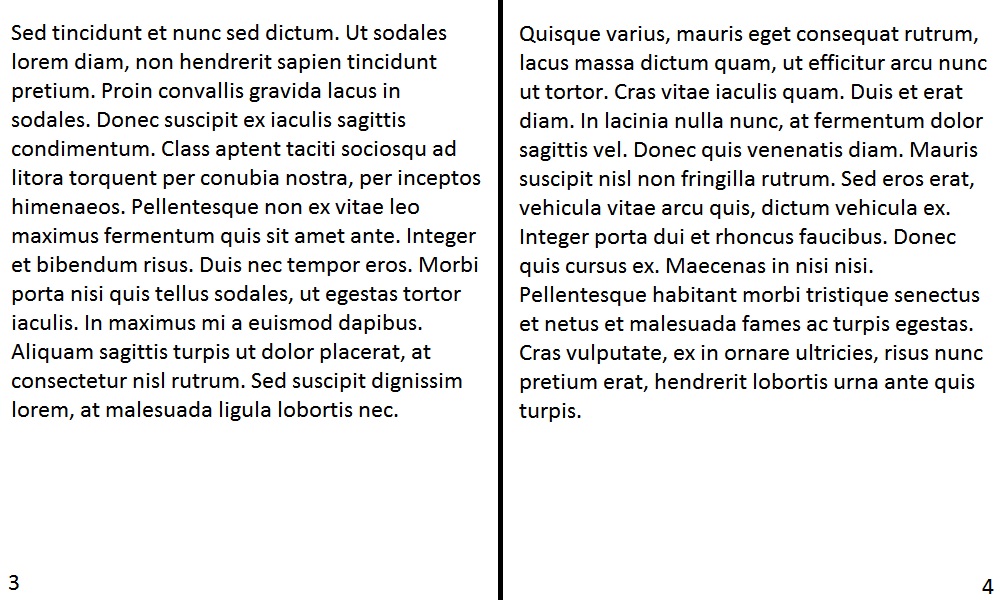 Sed tincidunt et nunc sed dictum. Ut sodales
lorem diam, non hendrerit sapien tincidunt
pretium. Proin convallis gravida lacus in
sodales. Donec suscipit ex iaculis sagittis
condimentum. Class aptent taciti sociosqu ad
litora torquent per conubia nostra, per inceptos
himenaeos. Pellentesque non ex vitae leo
maximus fermentum quis sit amet ante. Integer
et bibendum risus. Duis nec tempor eros. Morbi
porta nisi quis tellus sodales, ut egestas tortor
iaculis. In maximus mi a euismod dapibus.
Aliquam sagittis turpis ut dolor placerat, at
consectetur nisl rutrum. Sed suscipit dignissim
lorem, at malesuada ligula lobortis nec.
3
Quisque varius, mauris eget consequat rutrum,
lacus massa dictum quam, ut efficitur arcu nunc
ut tortor. Cras vitae iaculis quam. Duis et erat
diam. In lacinia nulla nunc, at fermentum dolor
sagittis vel. Donec quis venenatis diam. Mauris
suscipit nisl non fringilla rutrum. Sed eros erat,
vehicula vitae arcu quis, dictum vehicula ex.
Integer porta dui et rhoncus faucibus. Donec
quis cursus ex. Maecenas in nisi nisi.
Pellentesque habitant morbi tristique senectus
et netus et malesuada fames ac turpis egestas.
Cras vulputate, ex in ornare ultricies, risus nunc
pretium erat, hendrerit lobortis urna ante quis
turpis.
4